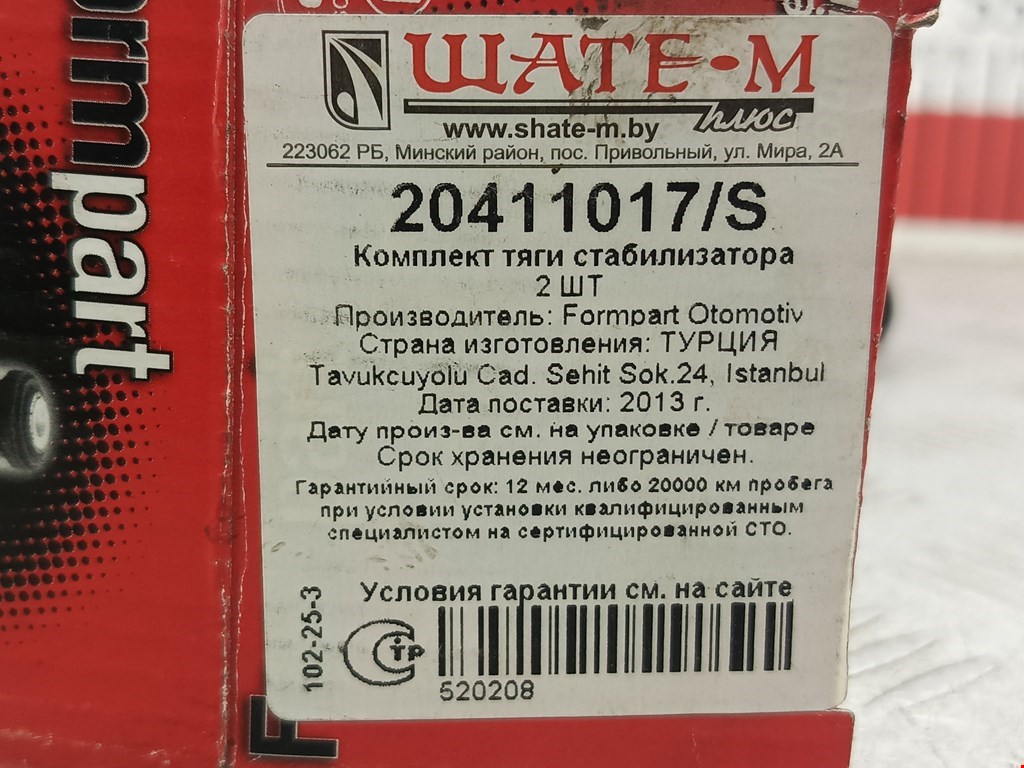 ormpart
ШАТЕ-М
плюс
www.shate-m.by
223062 РБ, Минский район, пос. Привольный, ул. Мира, 2А
20411017/S
Комплект тяги стабилизатора
2 ШТ
Производитель: Formpart Otomotiv
Страна изготовления: ТУРЦИЯ
Tavukcuyolu Cad. Sehit Sok.24, Istanbul
Дата поставки: 2013 г.
Дату произ-ва см. на упаковке / товаре
Срок хранения неограничен.
Гарантийный срок: 12 мес. либо 20000 км пробега
при условии установки квалифицированным
специалистом на сертифицированной СТО.
Условия гарантии см. на сайте
102-25-3
520208